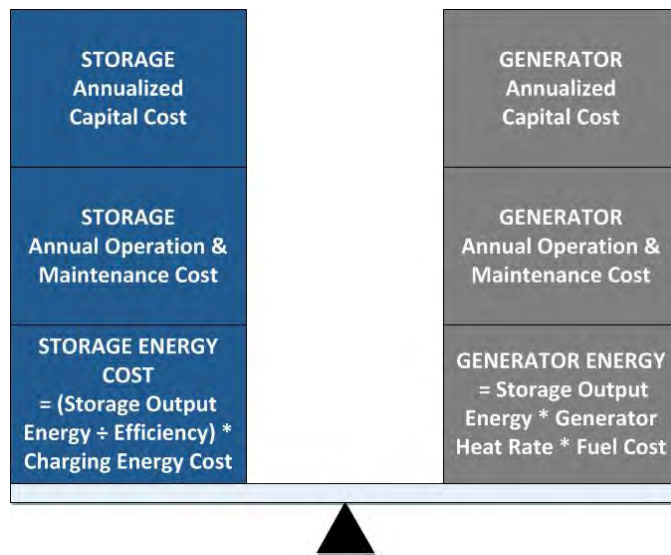 STORAGE
Annualized
Capital Cost
STORAGE
Annual Operation &
Maintenance Cost
STORAGE ENERGY
COST
= (Storage Output
Energy ÷ Efficiency) *
Charging Energy Cost
GENERATOR
Annualized
Capital Cost
GENERATOR
Annual Operation &
Maintenance Cost
GENERATOR ENERGY
= Storage Output
Energy * Generator
Heat Rate * Fuel Cost